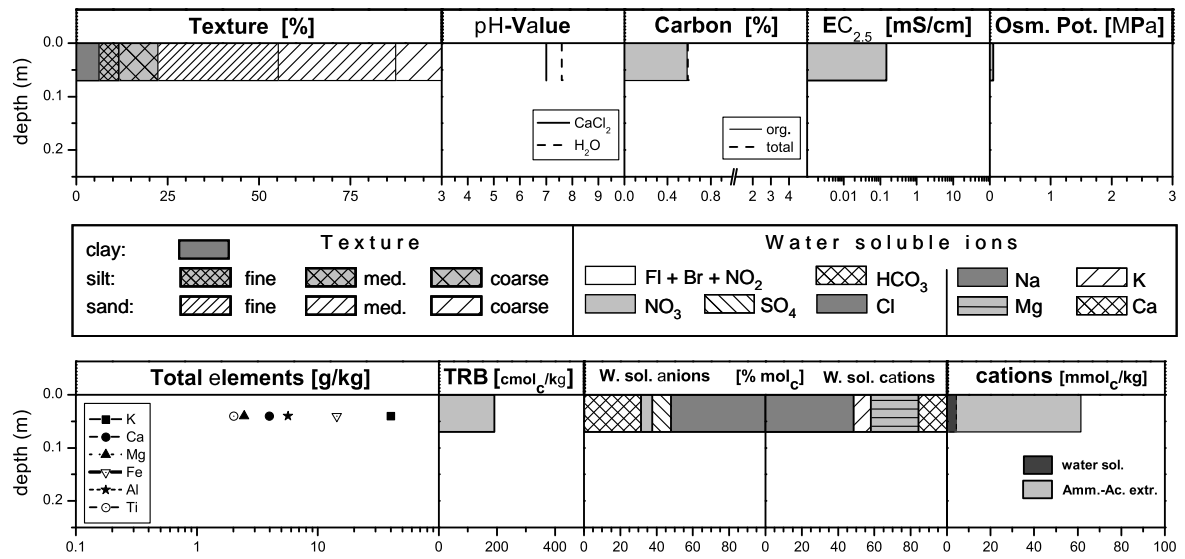 Texture [%]
pH-Value
Carbon [%]
EC2.5 [mS/cm]
Osm. Pot. [MPa]
depth (m)
0.0
0.1
0.2
CaCl2
H2O
org.
total
0 25 50 75 3
4 5 6 7 8 9
0.0 0.4 0.8 2 3 4
0.01 0.1 1 10
0 1 2 3
Texture
clay:
silt: fine med. coarse
sand: fine med. coarse
Water soluble ions
Fl + Br + NO2 HCO3 Na K
NO3 SO4 Cl Mg Ca
Total elements [g/kg]
TRB [cmolc/kg]
W. sol. anions [% molc] W. sol. cations
cations [mmolc/kg]
depth (m)
0.0
0.1
0.2
K
Ca
Mg
Fe
Al
Ti
water sol.
Amm.-Ac. extr.
0.1 1 10
0 200 400
0 20 40 60 80 0 20 40 60 80
0 20 40 60 80 100